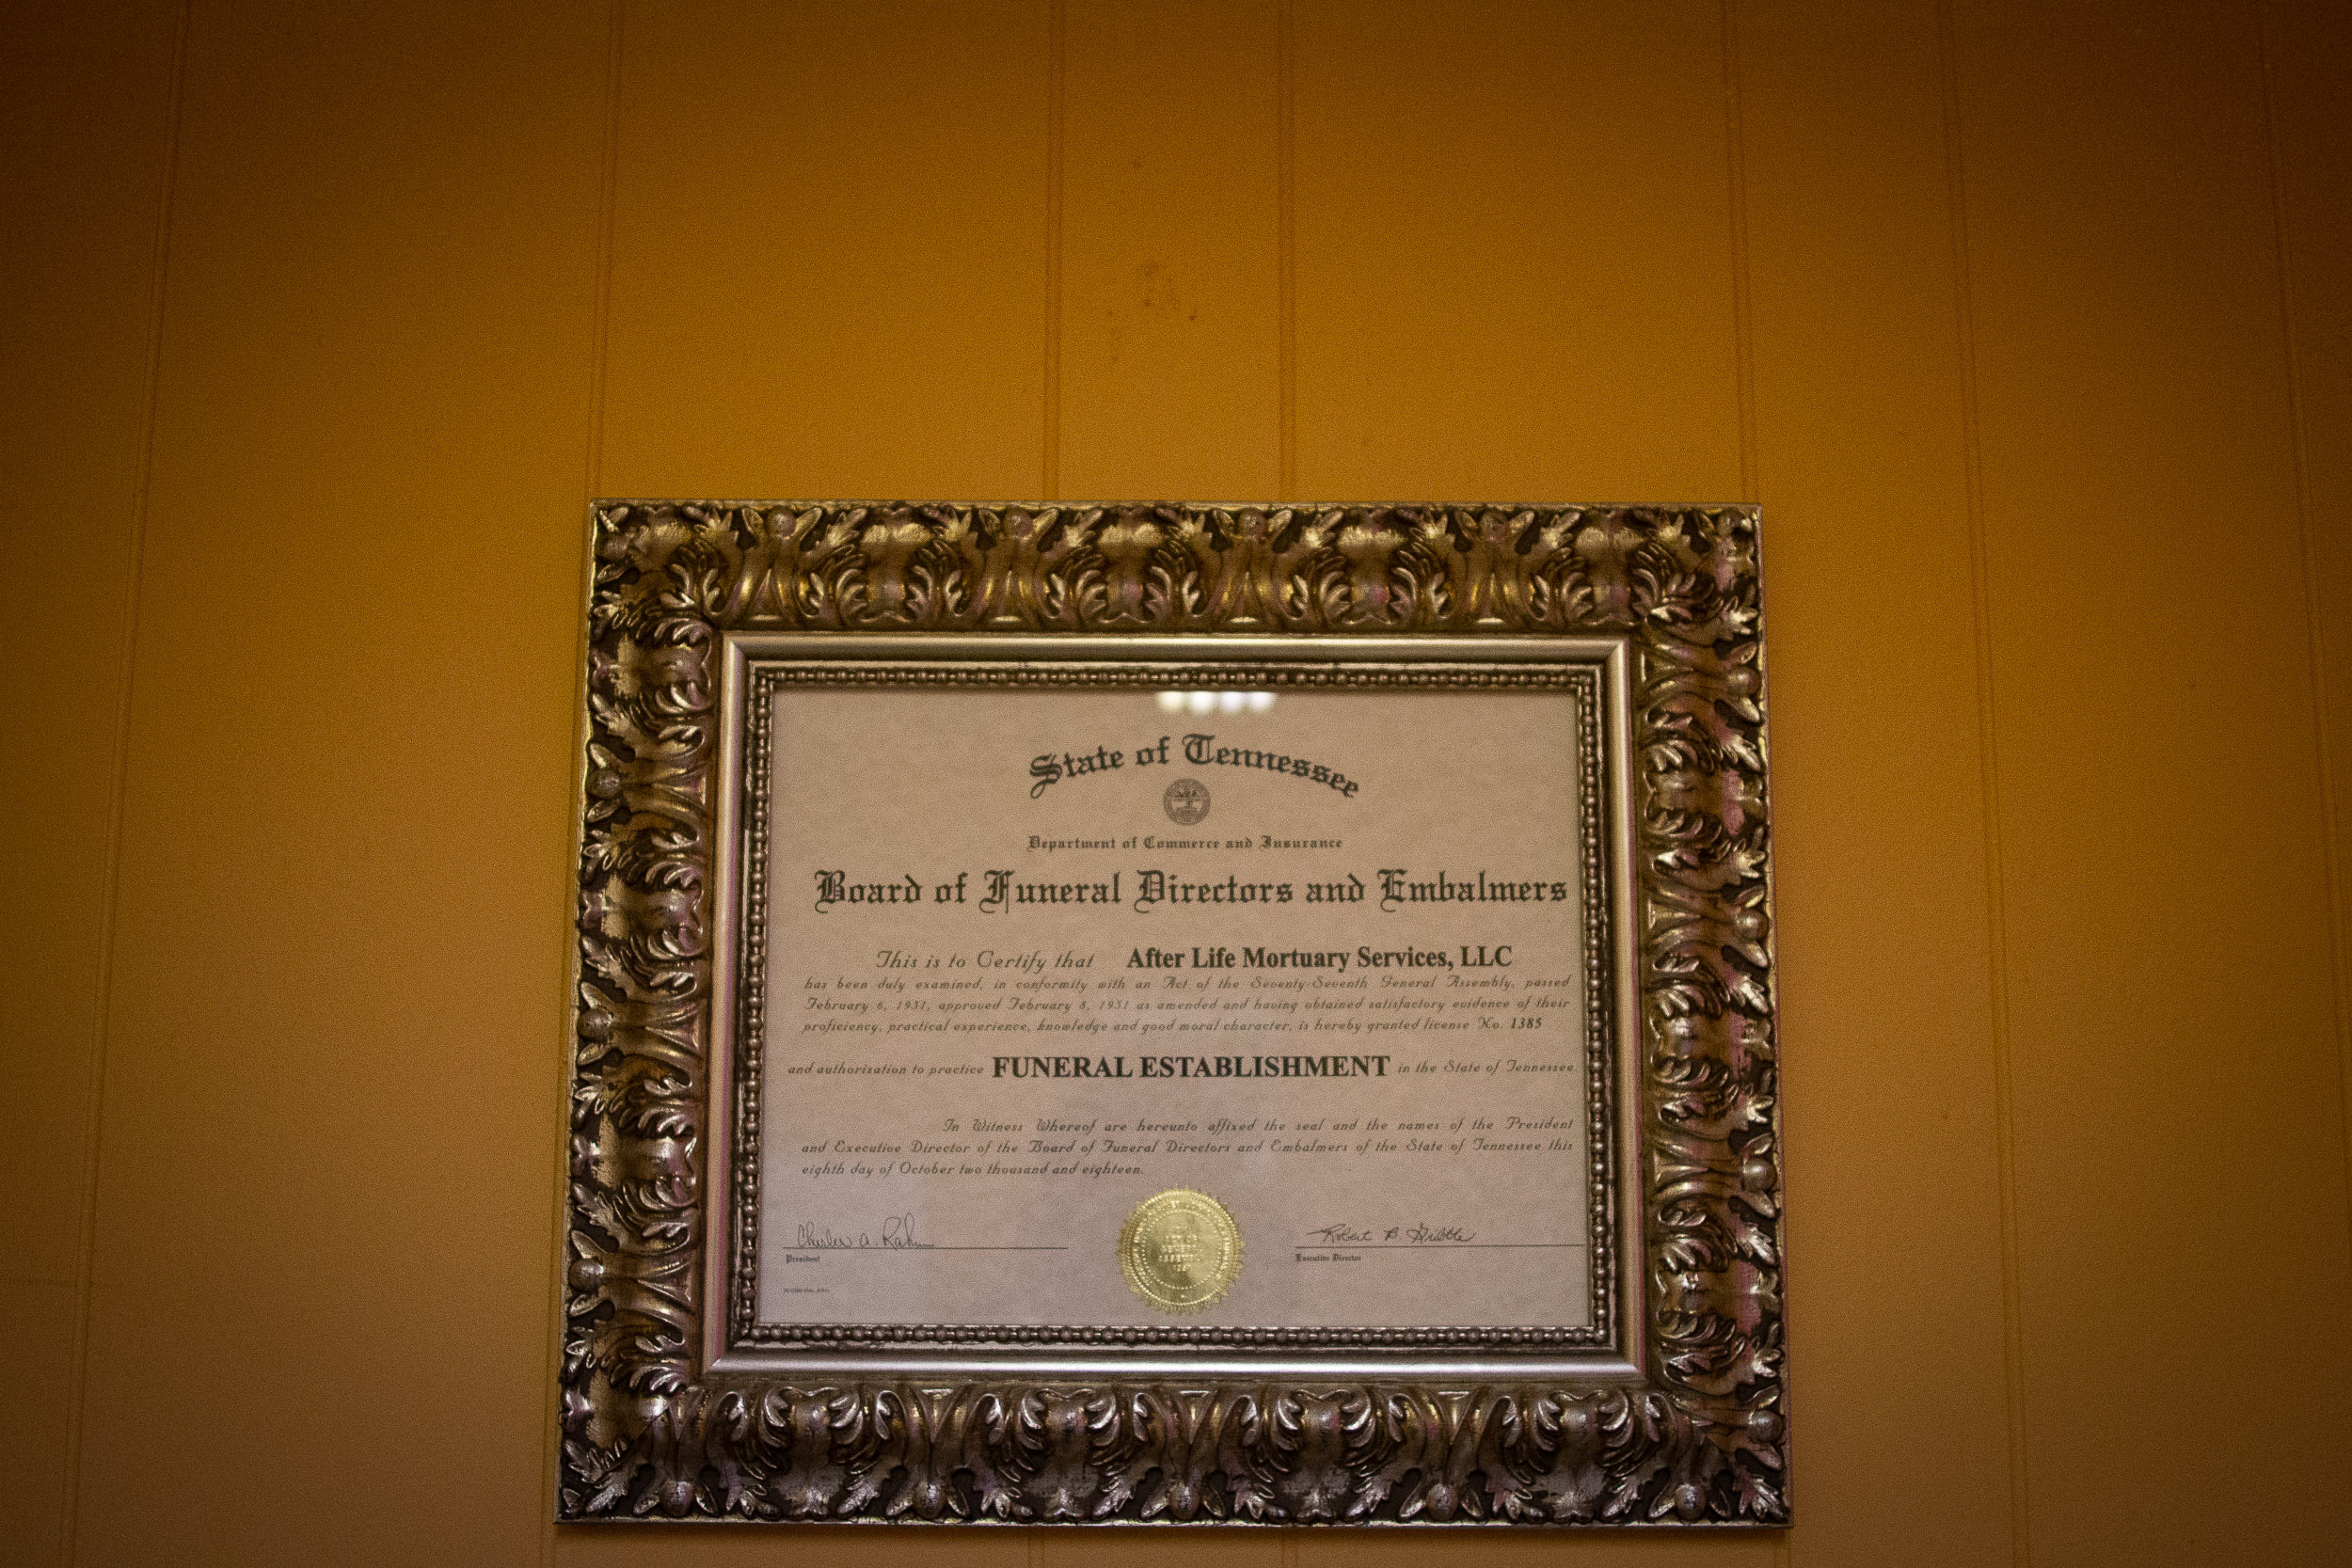 State of Tennessee
Department of Commerce and Insurance
Board of Funeral Directors and Embalmers
This is to Certify that After Life Mortuary Services, LLC
has been duly examined, in conformity with an Act of the Seventy-Seventh General Assembly, passed
February 6, 1951, approved February 8, 1951 as amended and having obtained satisfactory evidence of their
proficiency, practical experience, knowledge and good moral character, is hereby granted license No. 1385
and authorization to practice FUNERAL ESTABLISHMENT in the State of Tennessee.
In Witness Whereof are hereunto affixed the seal and the names of the President
and Executive Director of the Board of Funeral Directors and Embalmers of the State of Tennessee this
eighth day of October two thousand and eighteen.
Charles A. Rahm Robert B. Gribble
President Executive Director